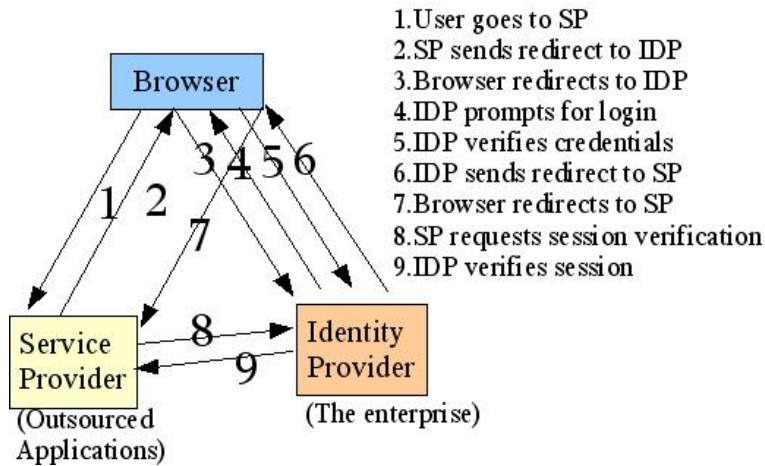 1.User goes to SP
2.SP sends redirect to IDP
3.Browser redirects to IDP
4.IDP prompts for login
5.IDP verifies credentials
6.IDP sends redirect to SP
7.Browser redirects to SP
8.SP requests session verification
9.IDP verifies session
Browser
1
2
3
4
5
6
7
8
9
Service
Provider
(Outsourced
Applications)
Identity
Provider
(The enterprise)